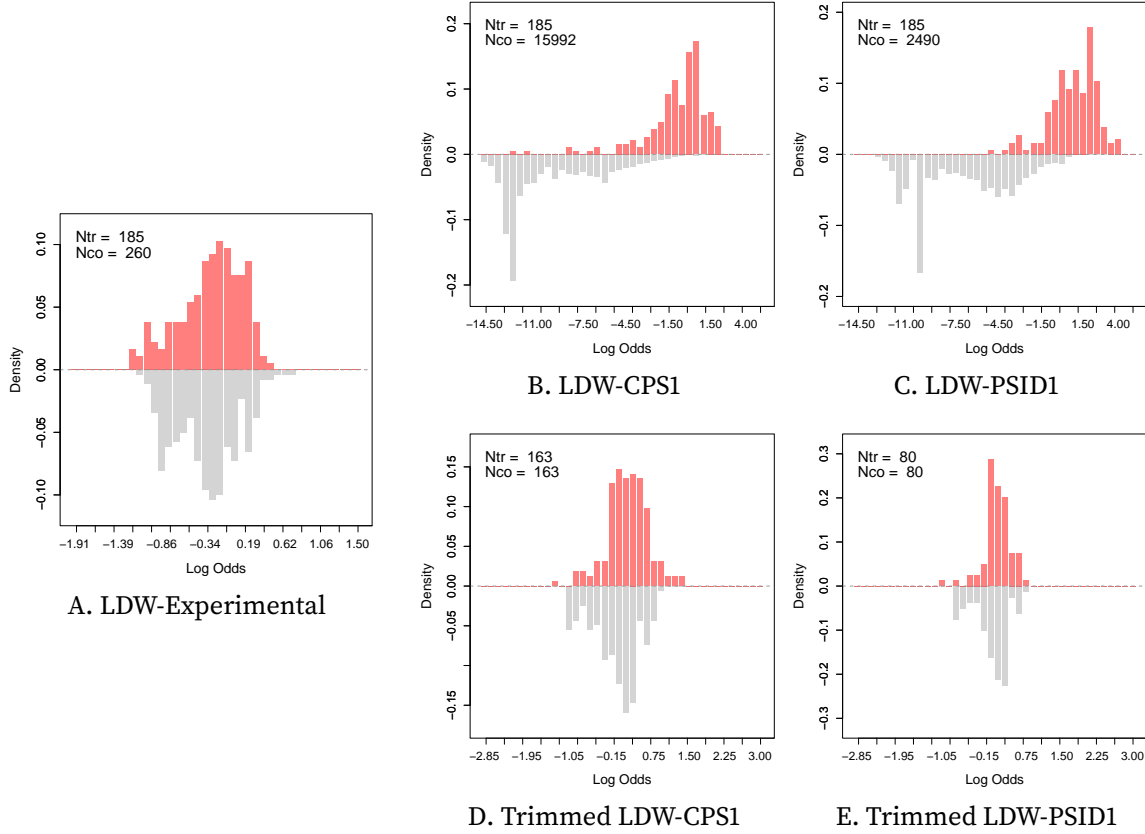 Ntr = 185
Nco = 260
Density
0.10
0.05
0.00
−0.05
−0.10
−1.91 −1.39 −0.86 −0.34 0.19 0.62 1.06 1.50
Log Odds
A. LDW-Experimental
Ntr = 185
Nco = 15992
Density
0.2
0.1
0.0
−0.1
−0.2
−14.50 −11.00 −7.50 −4.50 −1.50 1.50 4.00
Log Odds
B. LDW-CPS1
Ntr = 185
Nco = 2490
Density
0.2
0.1
0.0
−0.1
−0.2
−14.50 −11.00 −7.50 −4.50 −1.50 1.50 4.00
Log Odds
C. LDW-PSID1
Ntr = 163
Nco = 163
Density
0.15
0.05
0.00
−0.05
−0.15
−2.85 −1.95 −1.05 −0.15 0.75 1.65 2.35 3.00
Log Odds
D. Trimmed LDW-CPS1
Ntr = 80
Nco = 80
Density
0.3
0.2
0.1
0.0
−0.1
−0.2
−0.3
−2.85 −1.95 −1.05 −0.15 0.75 1.65 2.35 3.00
Log Odds
E. Trimmed LDW-PSID1